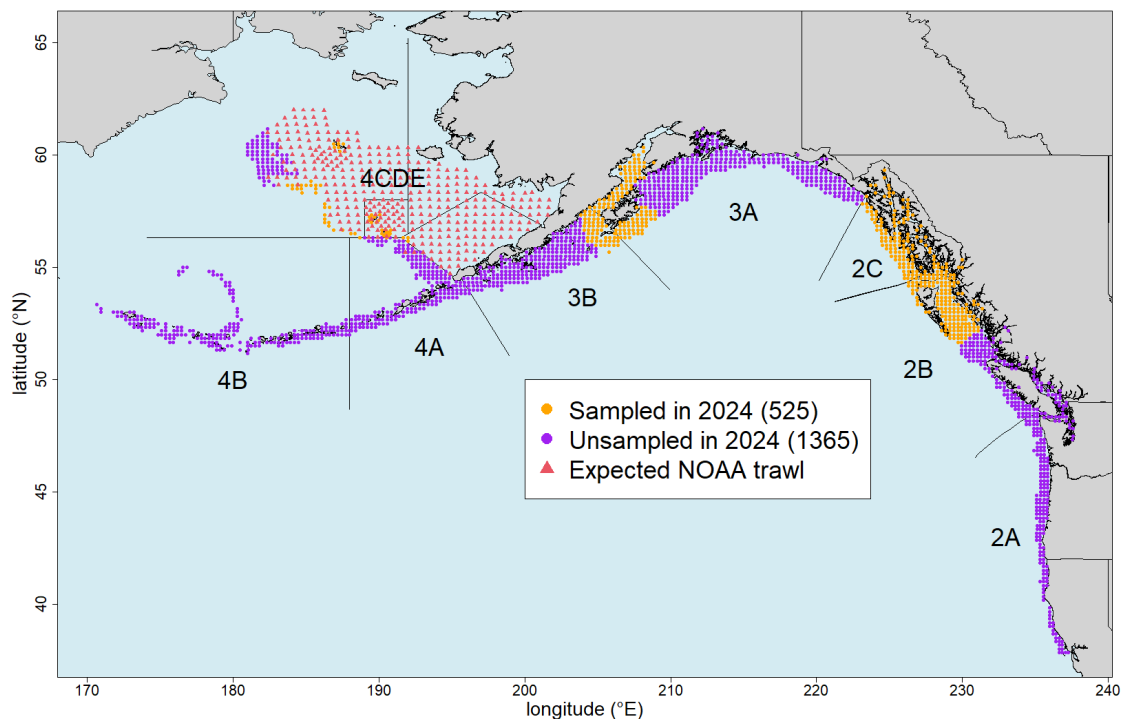 65
60
55
50
45
40
latitude (°N)
4CDE
3A
2C
3B
4A
2B
4B
2A
Sampled in 2024 (525)
Unsampled in 2024 (1365)
Expected NOAA trawl
170
180
190
200
210
220
230
240
longitude (°E)